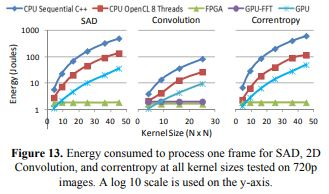 CPU Sequential C++ CPU OpenCL 8 Threads FPGA GPU-FFT GPU
SAD Convolution Correntropy
Energy (Joules)
1000
100
10
1
0 10 20 30 40 50 0 10 20 30 0 10 20 30 40 50
Kernel Size (N x N)
Figure 13. Energy consumed to process one frame for SAD, 2D
Convolution, and correntropy at all kernel sizes tested on 720p
images. A log 10 scale is used on the y-axis.